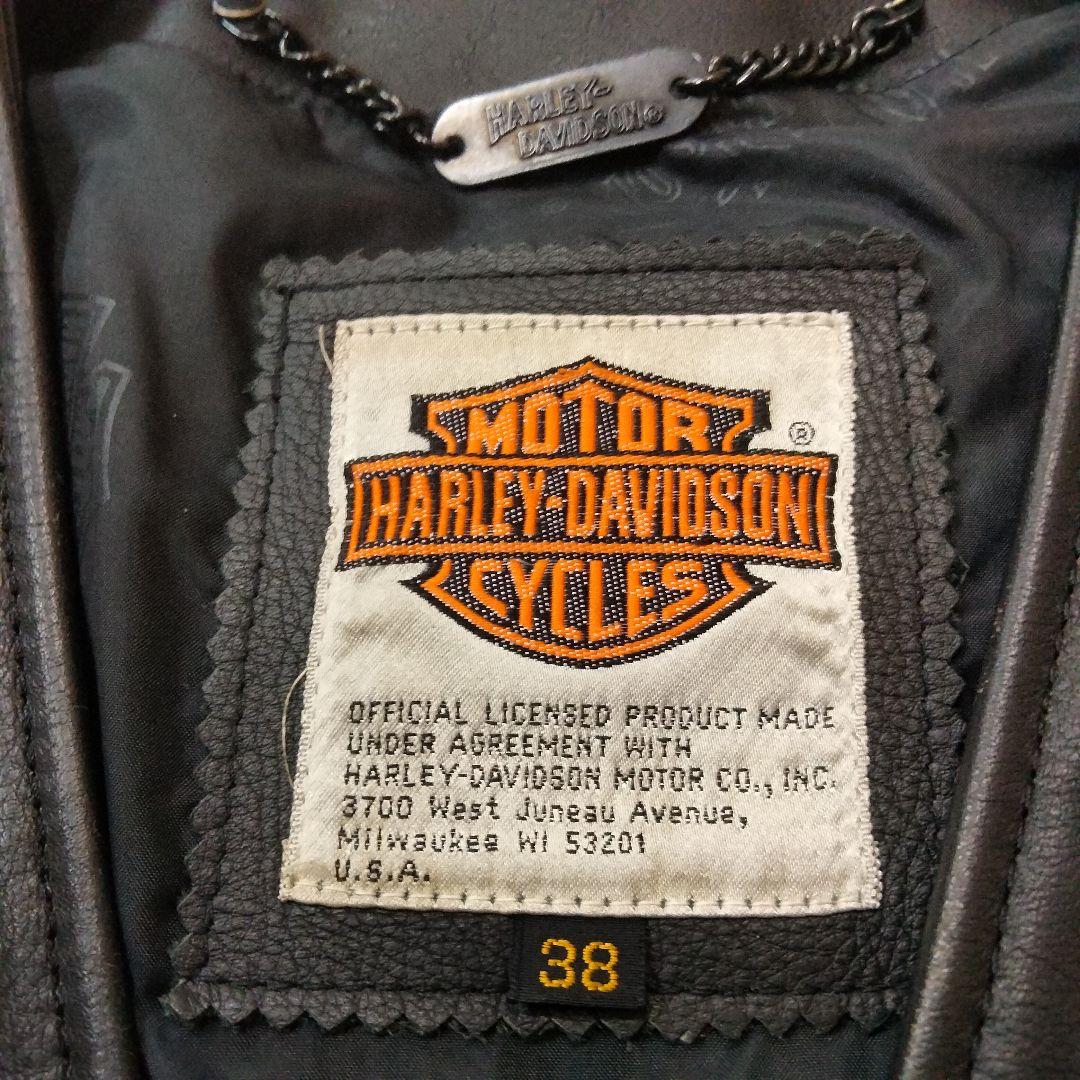 HARLEY-
DAVIDSON®
MOTOR
®
HARLEY-DAVIDSON
CYCLES
OFFICIAL LICENSED PRODUCT MADE
UNDER AGREEMENT WITH
HARLEY-DAVIDSON MOTOR CO., INC.
3700 West Juneau Avenue,
Milwaukee WI 53201
U.S.A.
38